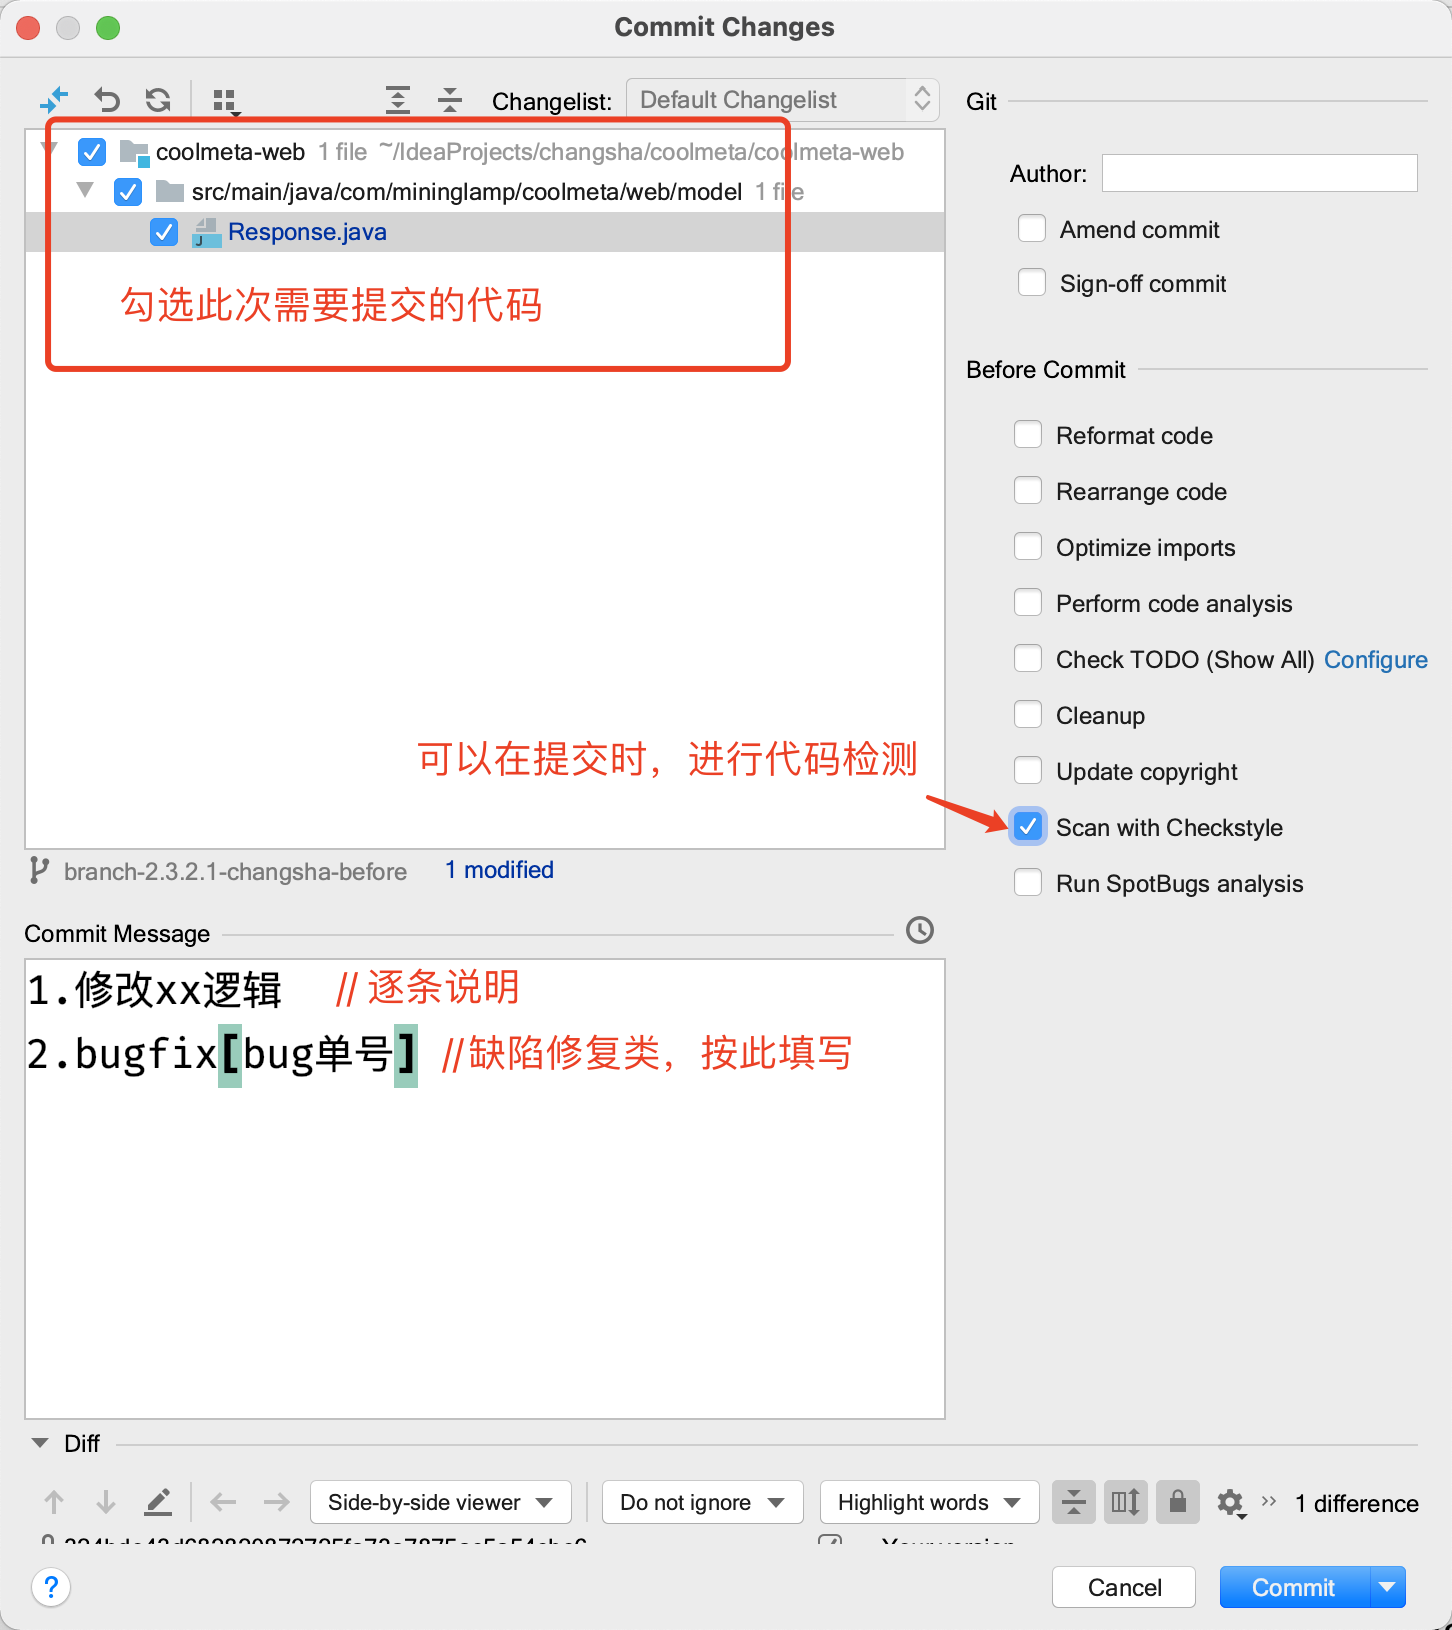 Commit Changes
Changelist: Default Changelist
coolmeta-web 1 file ~/IdeaProjects/changsha/coolmeta/coolmeta-web
src/main/java/com/mininglamp/coolmeta/web/model 1 file
Response.java
勾选此次需要提交的代码
可以在提交时，进行代码检测
branch-2.3.2.1-changsha-before 1 modified
Commit Message
1.修改xx逻辑 // 逐条说明
2.bugfix[bug单号] //缺陷修复类，按此填写
Git
Author:
Amend commit
Sign-off commit
Before Commit
Reformat code
Rearrange code
Optimize imports
Perform code analysis
Check TODO (Show All) Configure
Cleanup
Update copyright
Scan with Checkstyle
Run SpotBugs analysis
Diff
Side-by-side viewer Do not ignore Highlight words 1 difference
Your version
? Cancel Commit